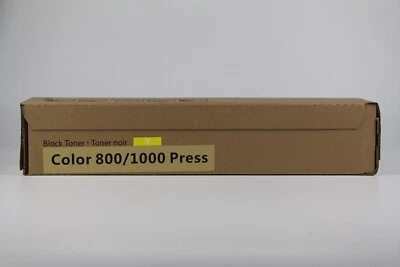 Black Toner · Toner noir
Color 800/1000 Press